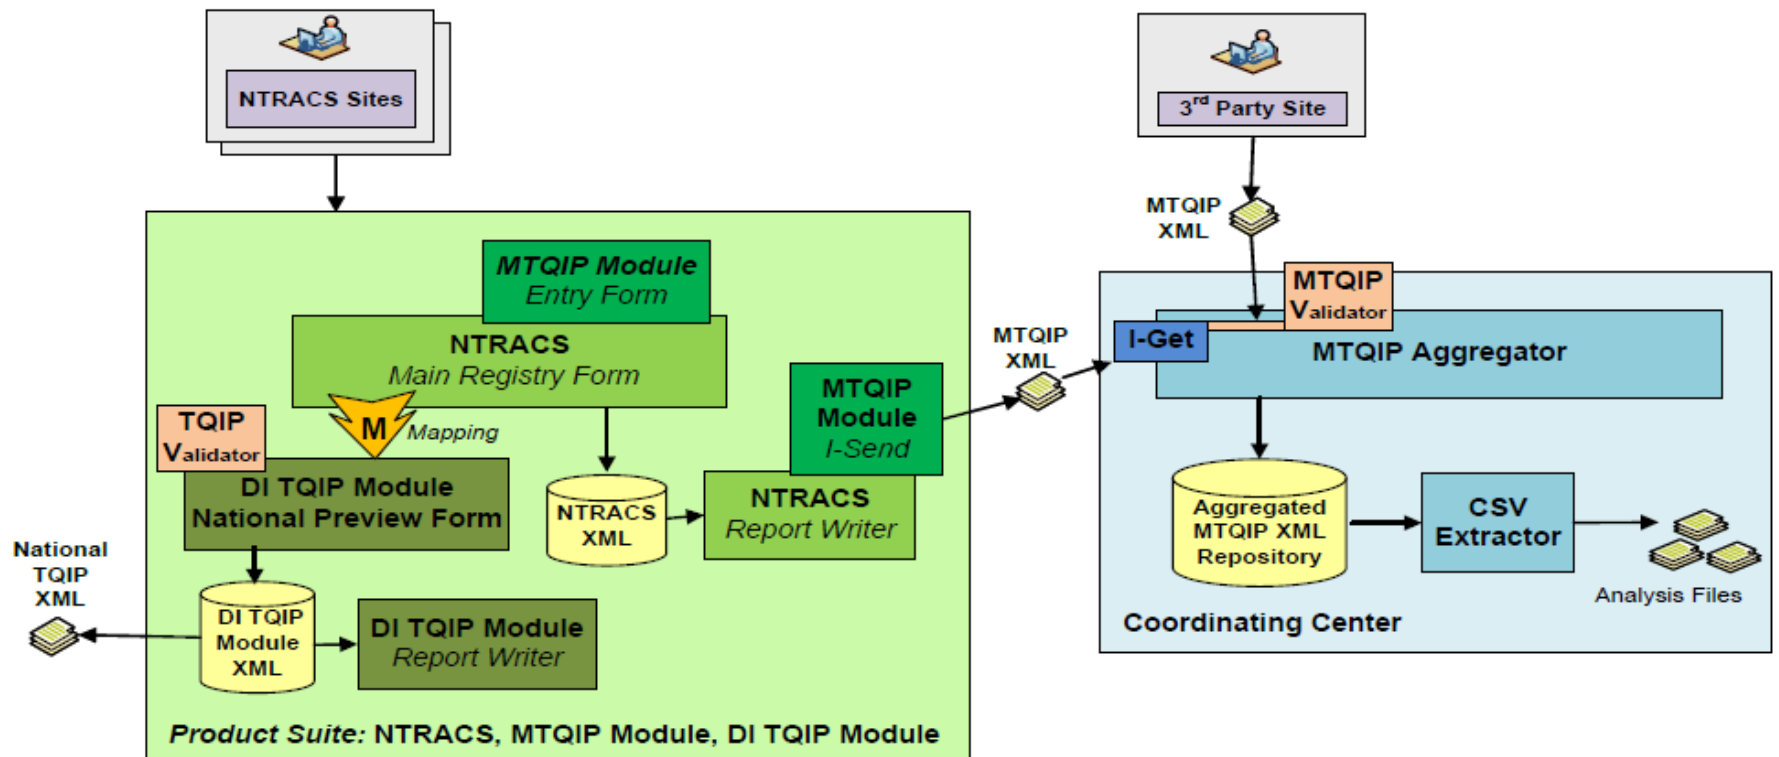 NTRACS Sites
3rd Party Site
MTQIP
XML
MTQIP Module
Entry Form
NTRACS
Main Registry Form
M
Mapping
TQIP
Validator
DI TQIP Module
National Preview Form
NTRACS
XML
MTQIP
Module
I-Send
NTRACS
Report Writer
National
TQIP
XML
DI TQIP
Module
XML
DI TQIP Module
Report Writer
Product Suite: NTRACS, MTQIP Module, DI TQIP Module
MTQIP
XML
MTQIP
Validator
I-Get
MTQIP Aggregator
Aggregated
MTQIP XML
Repository
CSV
Extractor
Analysis Files
Coordinating Center